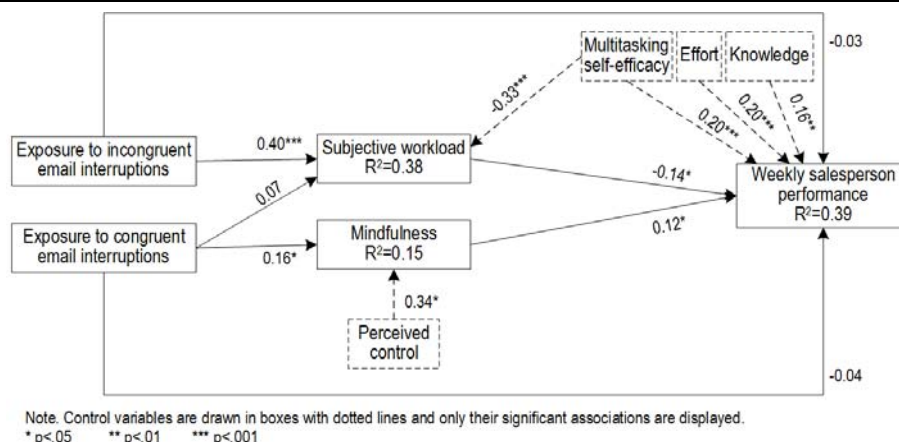 -0.03
Multitasking
self-efficacy
Effort
Knowledge
-0.33***
0.20***
0.20***
0.16**
Exposure to incongruent
email interruptions
0.40***
Subjective workload
R²=0.38
-0.14*
Weekly salesperson
performance
R²=0.39
0.07
Exposure to congruent
email interruptions
0.16*
Mindfulness
R²=0.15
0.12*
0.34*
Perceived
control
-0.04
Note. Control variables are drawn in boxes with dotted lines and only their significant associations are displayed.
* p<.05 ** p<.01 *** p<.001